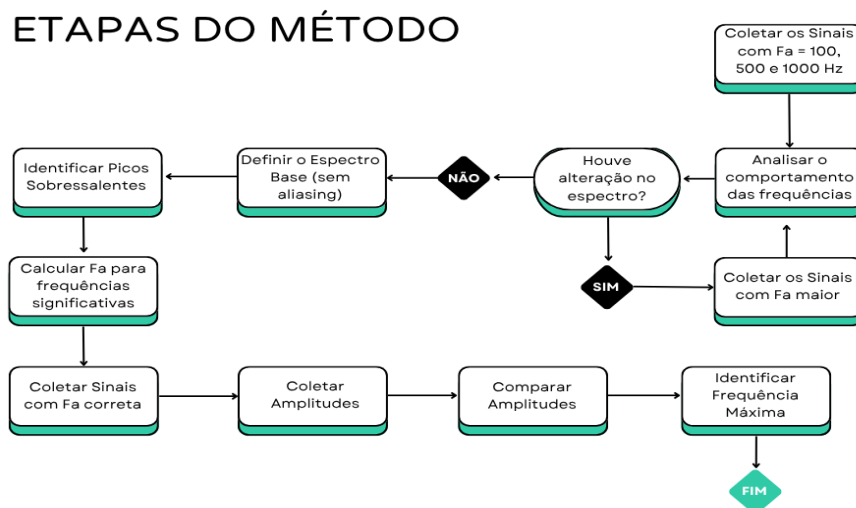 ETAPAS DO MÉTODO
Coletar os Sinais
com Fa = 100,
500 e 1000 Hz
Identificar Picos
Sobressalentes
Definir o Espectro
Base (sem
aliasing)
NÃO
Houve
alteração no
espectro?
Analisar o
comportamento
das frequências
Calcular Fa para
frequências
significativas
SIM
Coletar os Sinais
com Fa maior
Coletar Sinais
com Fa correta
Coletar
Amplitudes
Comparar
Amplitudes
Identificar
Frequência
Máxima
FIM